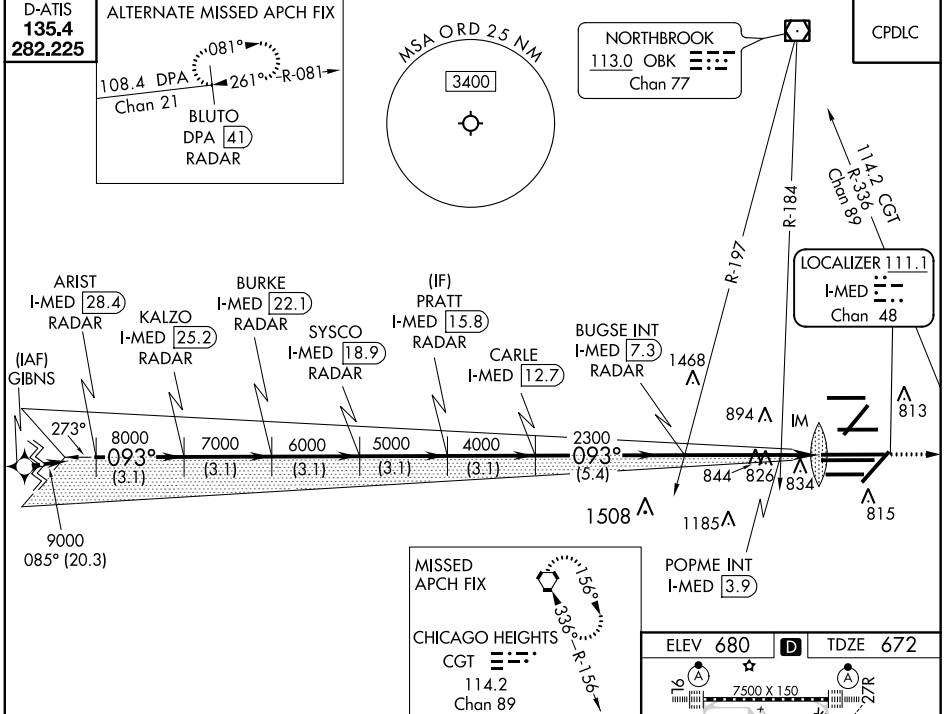 D-ATIS
135.4
282.225
ALTERNATE MISSED APCH FIX
081°
108.4 DPA
Chan 21
261°
R-081
BLUTO
DPA 41
RADAR
MSA ORD 25 NM
3400
NORTHBROOK
113.0 OBK
Chan 77
CPDLC
R-197
R-184
114.2 CGT
R-336
Chan 89
LOCALIZER 111.1
I-MED
Chan 48
(IAF)
GIBNS
ARIST
I-MED 28.4
RADAR
KALZO
I-MED 25.2
RADAR
BURKE
I-MED 22.1
RADAR
SYSCO
I-MED 18.9
RADAR
(IF)
PRATT
I-MED 15.8
RADAR
CARLE
I-MED 12.7
BUGSE INT
I-MED 7.3
RADAR
1468
894
IM
813
273°
8000
093°
(3.1)
7000
(3.1)
6000
(3.1)
5000
(3.1)
4000
(3.1)
2300
093°
(5.4)
844
826
834
815
1508
1185
9000
085° (20.3)
POPME INT
I-MED 3.9
MISSED
APCH FIX
156°
336°
R-156
CHICAGO HEIGHTS
CGT
114.2
Chan 89
ELEV 680
D
TDZE 672
A
A
16
7500 X 150
27R